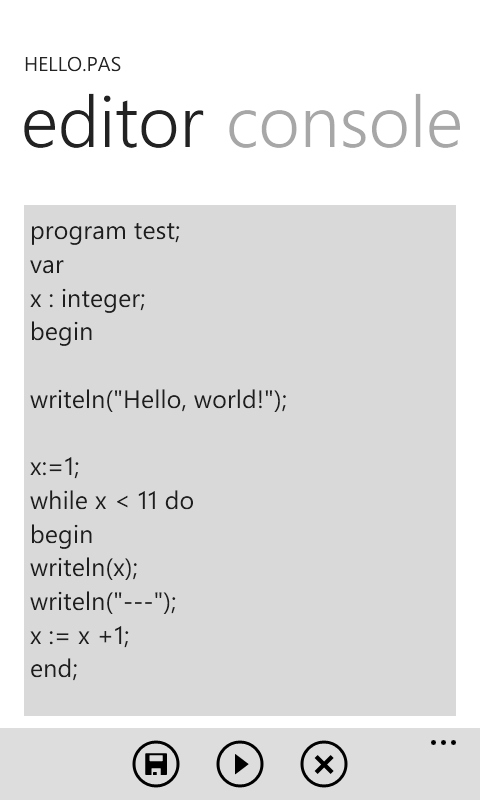 HELLO.PAS
editor console
program test;
var
x : integer;
begin
writeln("Hello, world!");
x:=1;
while x < 11 do
begin
writeln(x);
writeln("---");
x := x +1;
end;